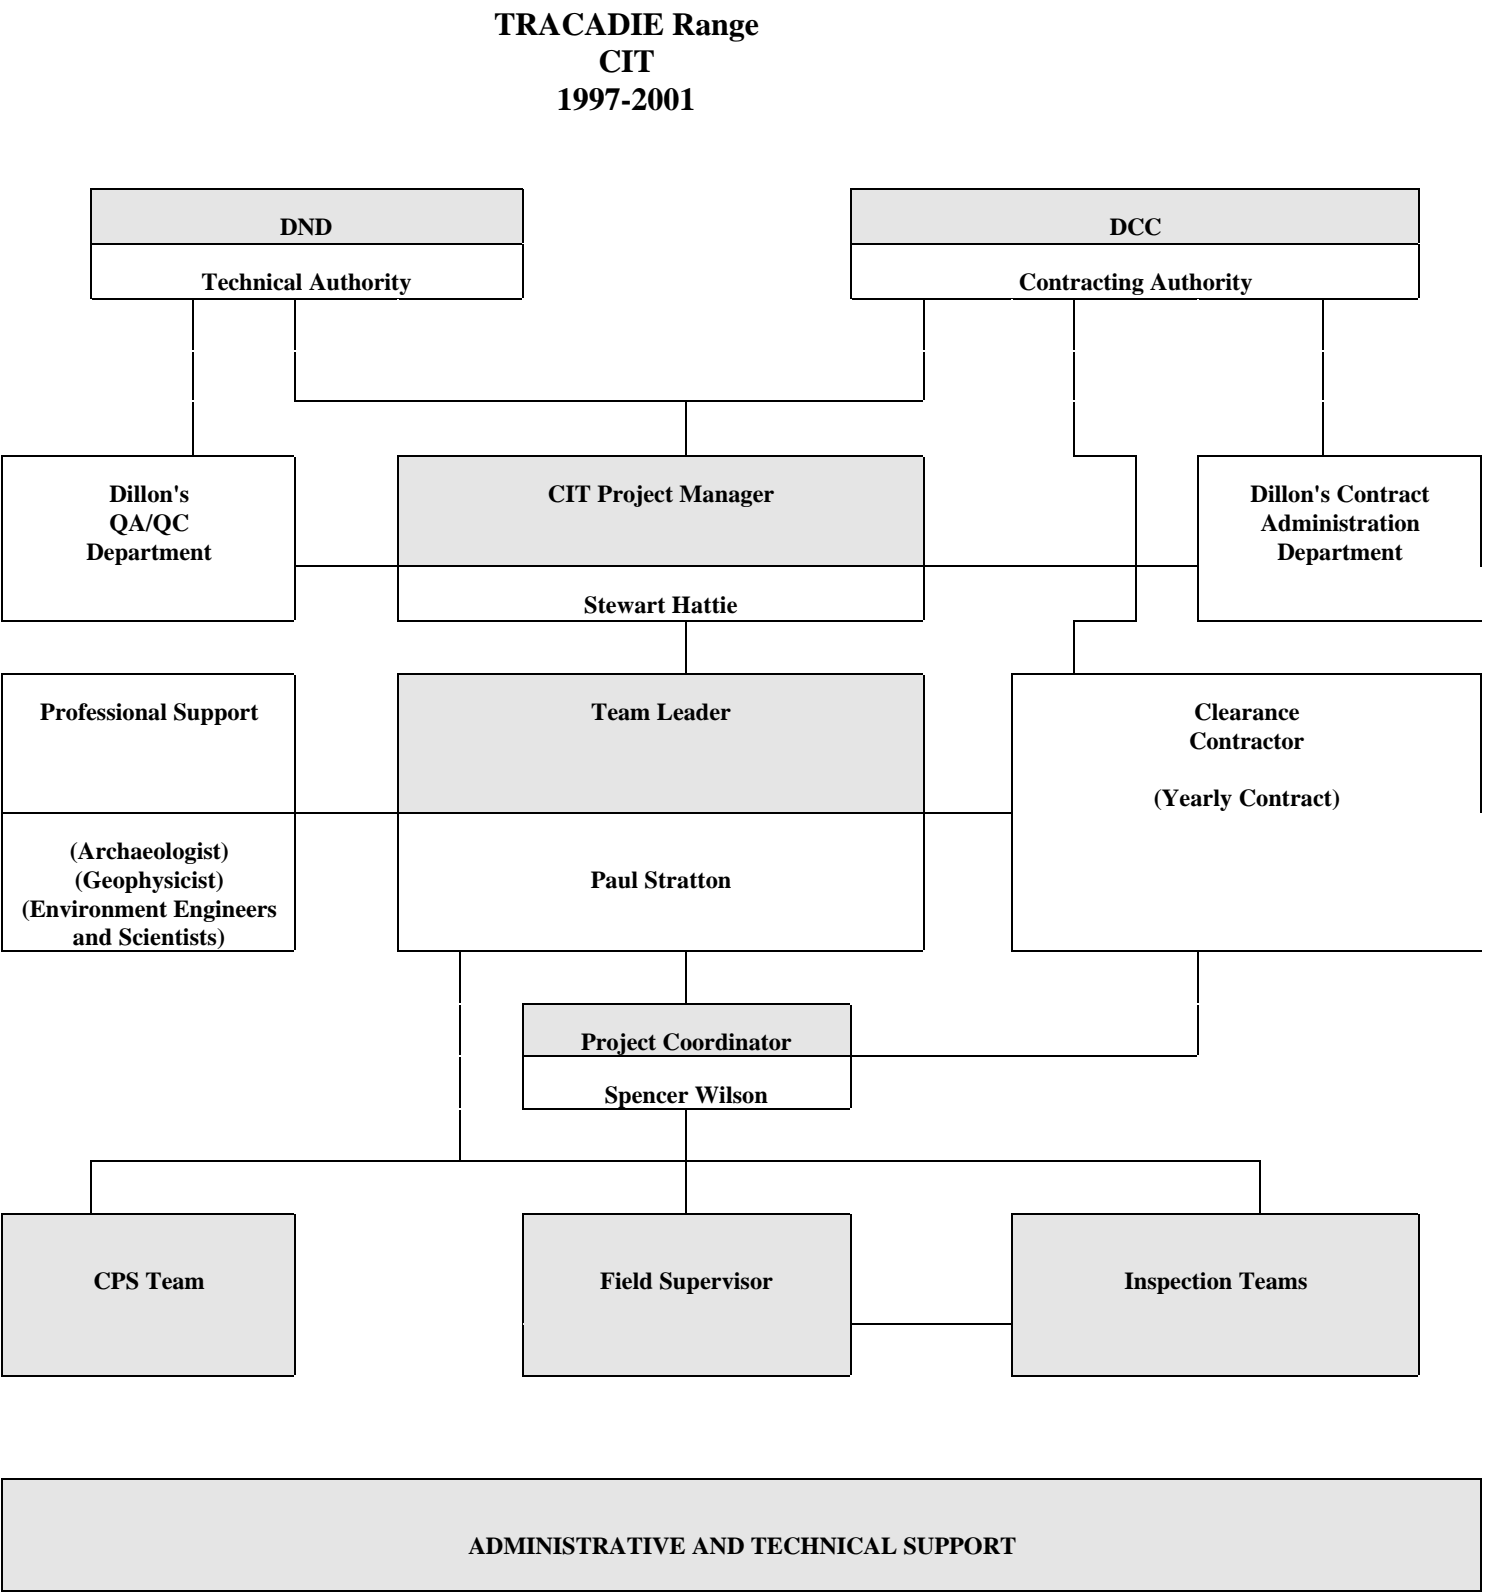 TRACADIE Range
CIT
1997-2001
DND
Technical Authority
DCC
Contracting Authority
Dillon's
QA/QC
Department
CIT Project Manager
Stewart Hattie
Dillon's Contract
Administration
Department
Professional Support
(Archaeologist)
(Geophysicist)
(Environment Engineers
and Scientists)
Team Leader
Paul Stratton
Clearance
Contractor
(Yearly Contract)
Project Coordinator
Spencer Wilson
CPS Team
Field Supervisor
Inspection Teams
ADMINISTRATIVE AND TECHNICAL SUPPORT